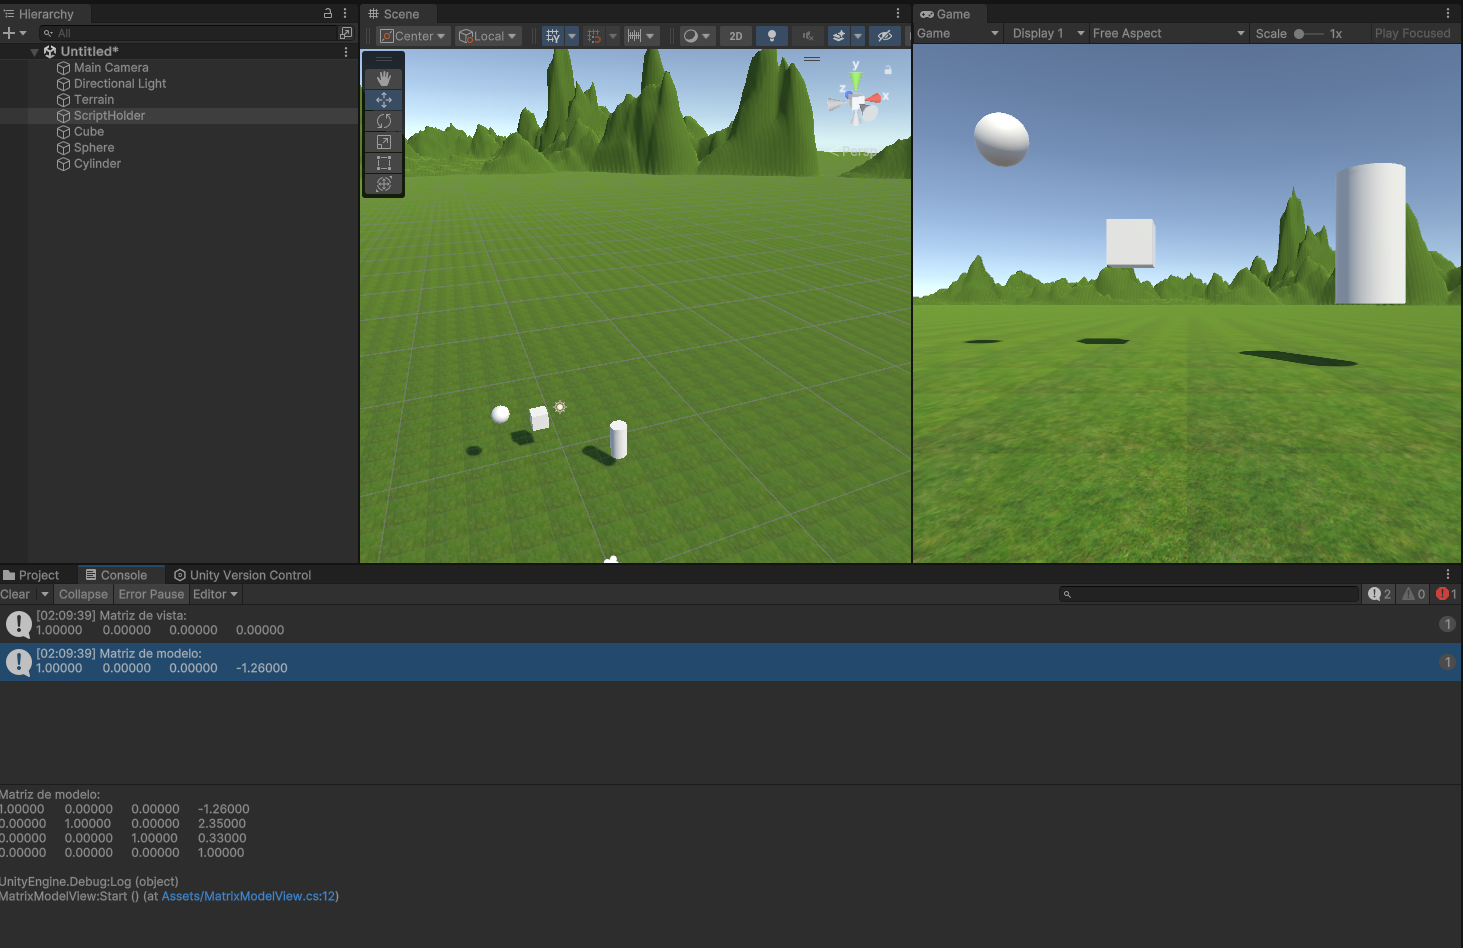 Hierarchy
All
Untitled*
Main Camera
Directional Light
Terrain
ScriptHolder
Cube
Sphere
Cylinder
Scene
Center
Local
2D
y
z
x
< Persp
Game
Game
Display 1
Free Aspect
Scale
1x
Play Focused
Project
Console
Unity Version Control
Clear
Collapse
Error Pause
Editor
2
0
1
[02:09:39] Matriz de vista:
1.00000 0.00000 0.00000 0.00000
1
[02:09:39] Matriz de modelo:
1.00000 0.00000 0.00000 -1.26000
1
Matriz de modelo:
1.00000 0.00000 0.00000 -1.26000
0.00000 1.00000 0.00000 2.35000
0.00000 0.00000 1.00000 0.33000
0.00000 0.00000 0.00000 1.00000
UnityEngine.Debug:Log (object)
MatrixModelView:Start () (at Assets/MatrixModelView.cs:12)